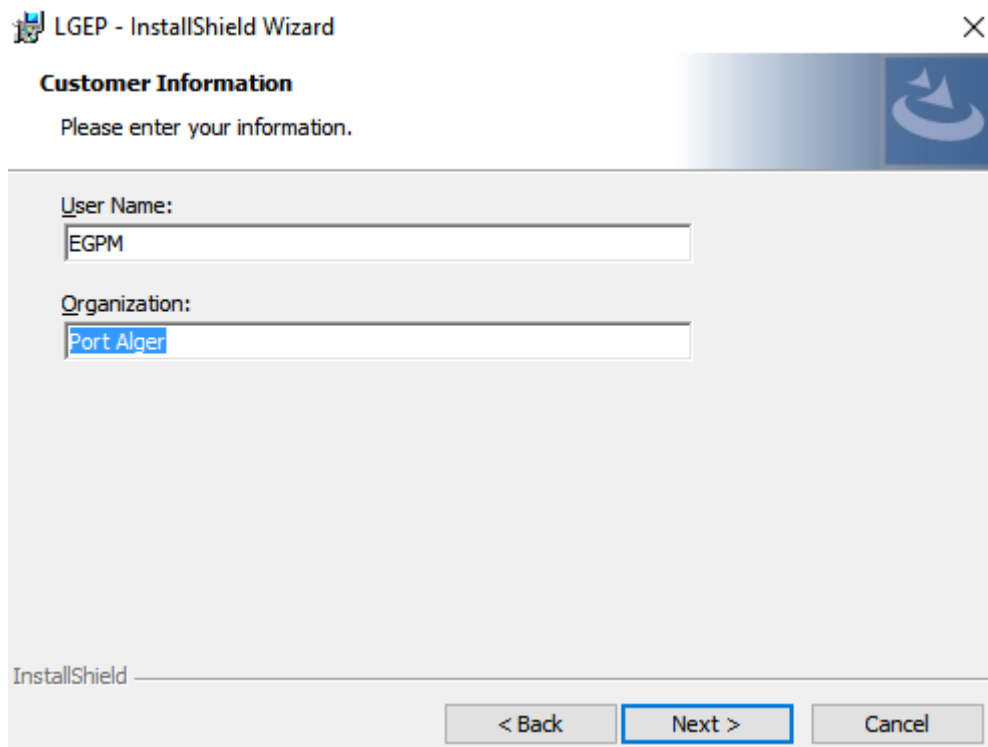 LGEP - InstallShield Wizard
Customer Information
Please enter your information.
User Name:
EGPM
Organization:
Port Alger
InstallShield
< Back Next > Cancel